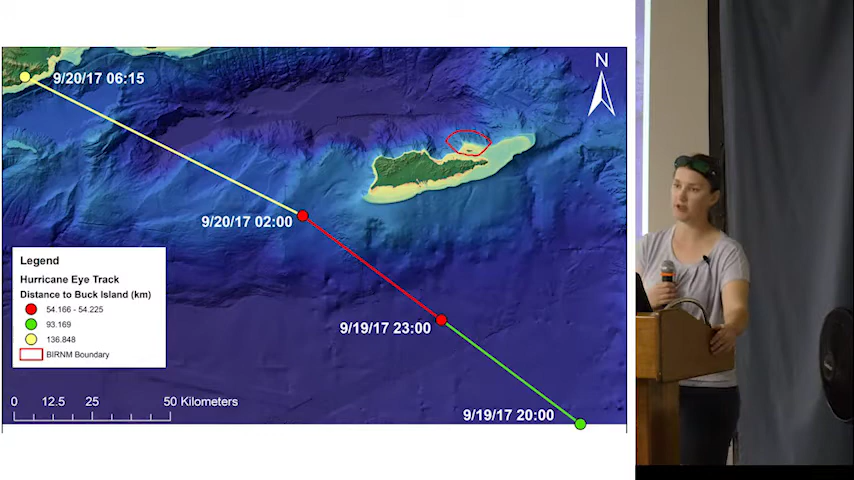 N
9/20/17 06:15
9/20/17 02:00
9/19/17 23:00
9/19/17 20:00
Legend
Hurricane Eye Track
Distance to Buck Island (km)
54.166 - 54.225
93.169
136.848
BIRNM Boundary
0 12.5 25 50 Kilometers